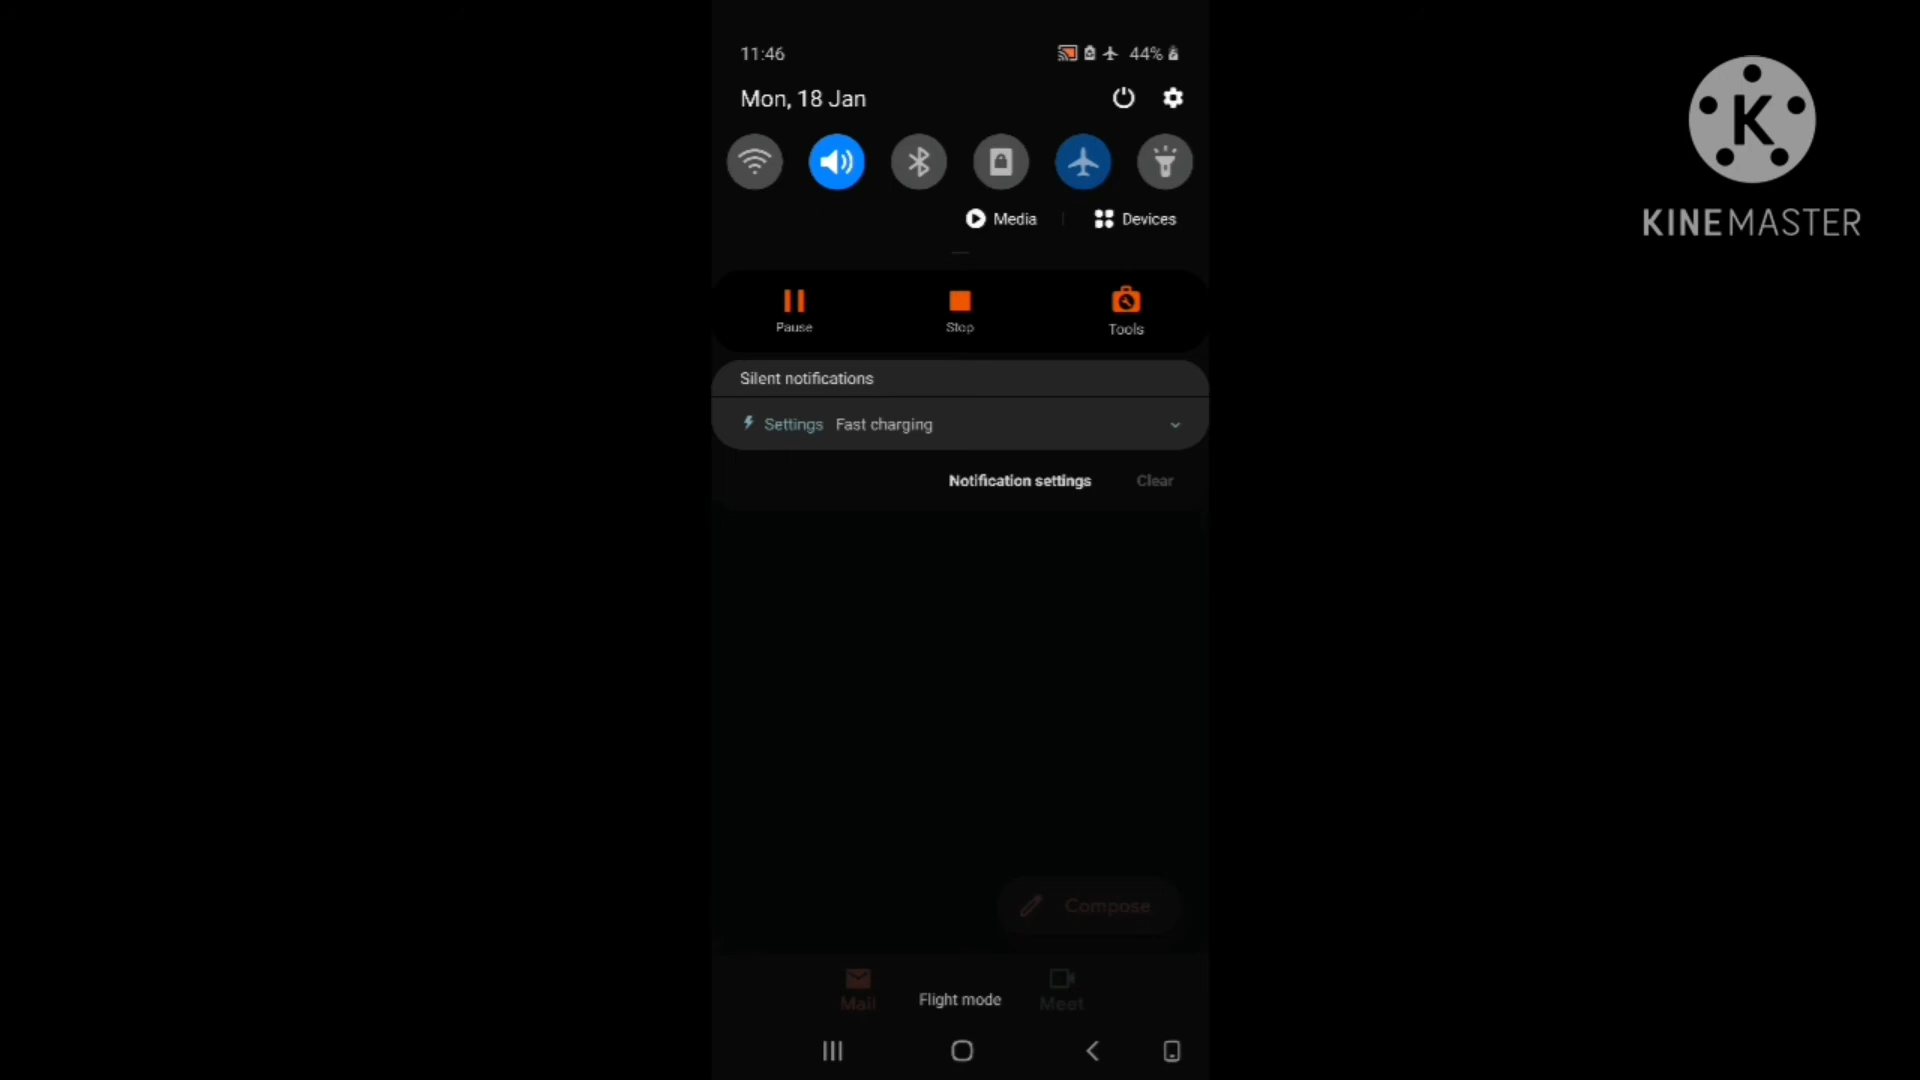 11:46
44%
Mon, 18 Jan
K
KINEMASTER
Media
Devices
Pause
Stop
Tools
Silent notifications
Settings Fast charging
Notification settings
Clear
Compose
Mail
Flight mode
Meet